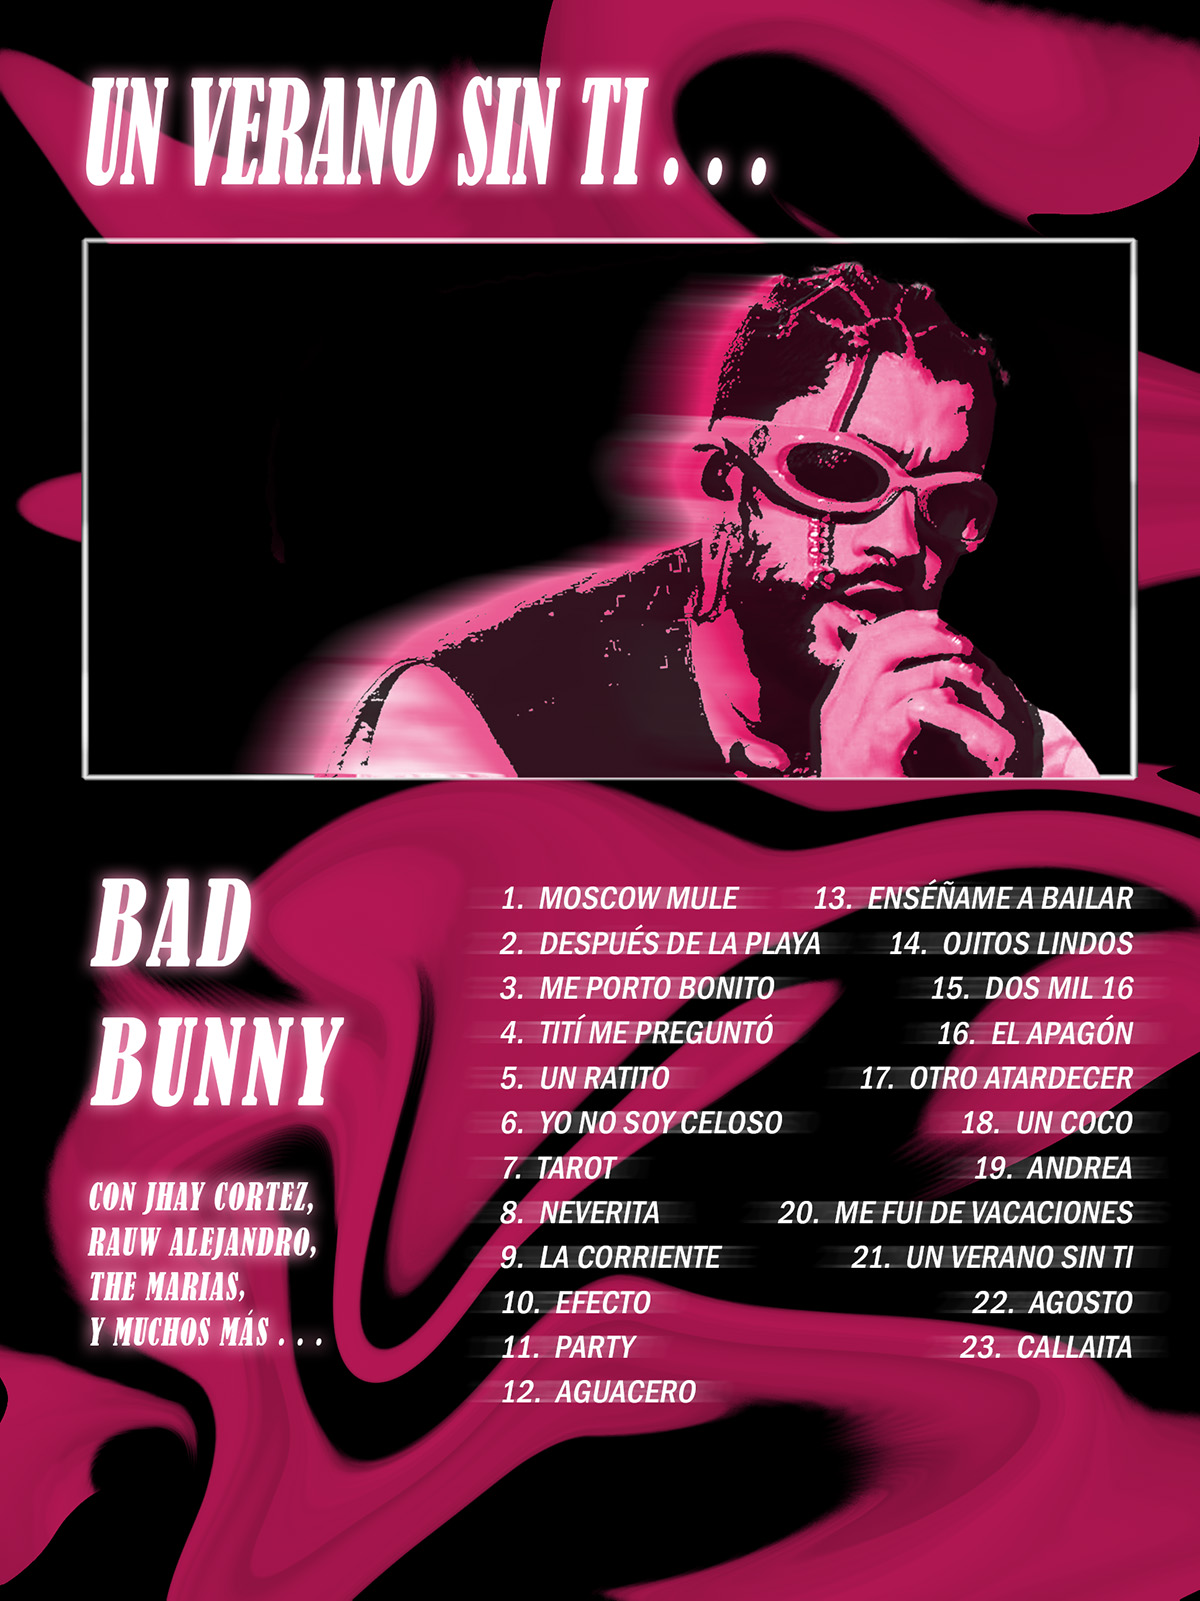 UN VERANO SIN TI . . .
BAD
BUNNY
CON JHAY CORTEZ,
RAUW ALEJANDRO,
THE MARIAS,
Y MUCHOS MÁS . . .
1. MOSCOW MULE
2. DESPUÉS DE LA PLAYA
3. ME PORTO BONITO
4. TITÍ ME PREGUNTÓ
5. UN RATITO
6. YO NO SOY CELOSO
7. TAROT
8. NEVERITA
9. LA CORRIENTE
10. EFECTO
11. PARTY
12. AGUACERO
13. ENSÉÑAME A BAILAR
14. OJITOS LINDOS
15. DOS MIL 16
16. EL APAGÓN
17. OTRO ATARDECER
18. UN COCO
19. ANDREA
20. ME FUI DE VACACIONES
21. UN VERANO SIN TI
22. AGOSTO
23. CALLAITA